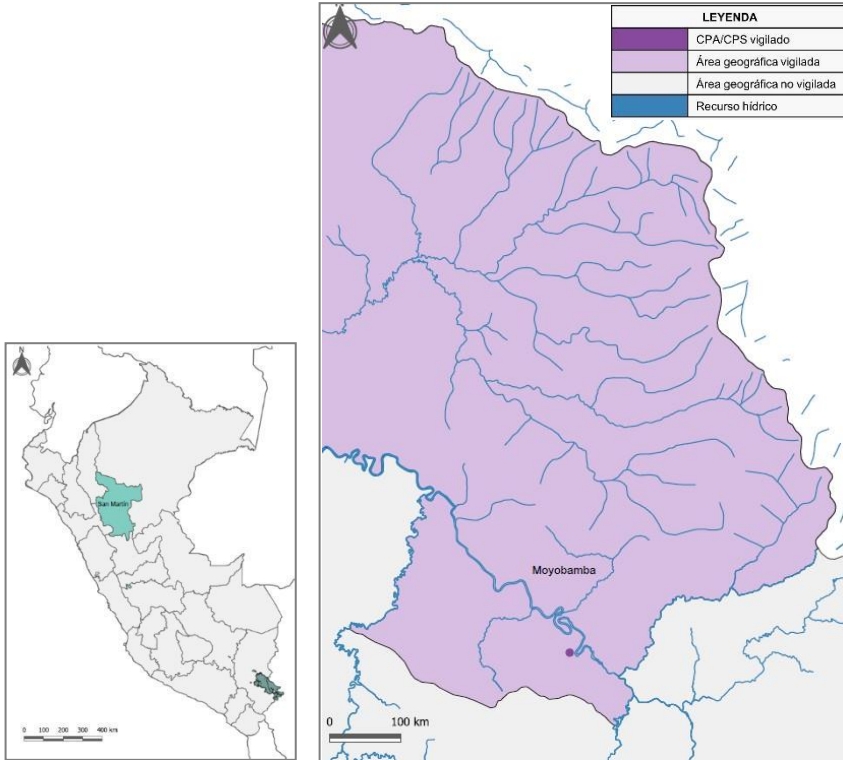 LEYENDA
CPA/CPS vigilado
Área geográfica vigilada
Área geográfica no vigilada
Recurso hídrico
Moyobamba
0 100 km
N
San Martín
0 100 200 300 400 km